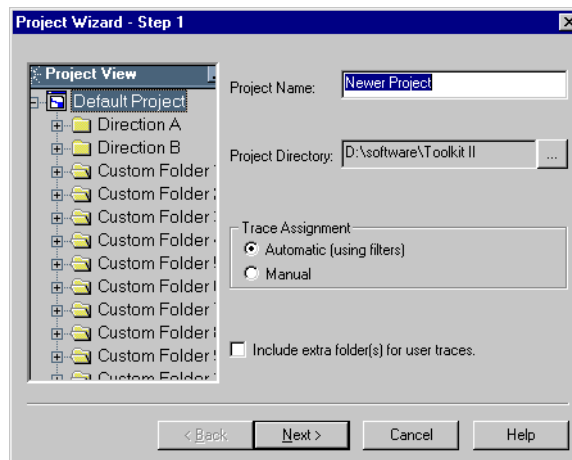 Project Wizard - Step 1
Project View
Default Project
Direction A
Direction B
Custom Folder
Custom Folder
Custom Folder
Custom Folder
Custom Folder
Custom Folder
Custom Folder
Custom Folder
Custom Folder
Custom Folder
Project Name:
Newer Project
Project Directory:
D:\software\Toolkit II
...
Trace Assignment
Automatic (using filters)
Manual
Include extra folder(s) for user traces.
< Back
Next >
Cancel
Help